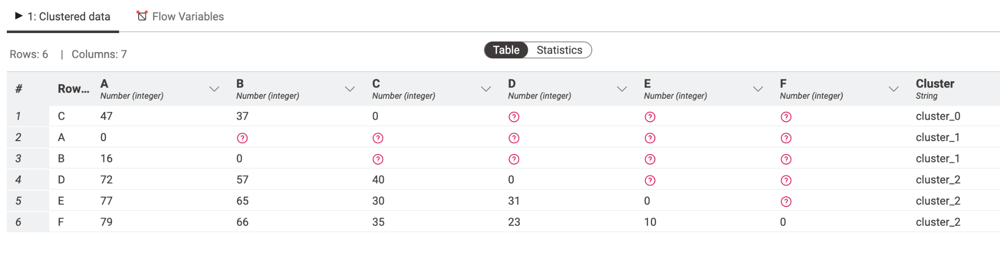 1: Clustered data Flow Variables
Rows: 6 | Columns: 7 Table Statistics
# Row... A B C D E F Cluster
Number (integer) Number (integer) Number (integer) Number (integer) Number (integer) Number (integer) String
1 C 47 37 0 ? ? ? cluster_0
2 A 0 ? ? ? ? ? cluster_1
3 B 16 0 ? ? ? ? cluster_1
4 D 72 57 40 0 ? ? cluster_2
5 E 77 65 30 31 0 ? cluster_2
6 F 79 66 35 23 10 0 cluster_2